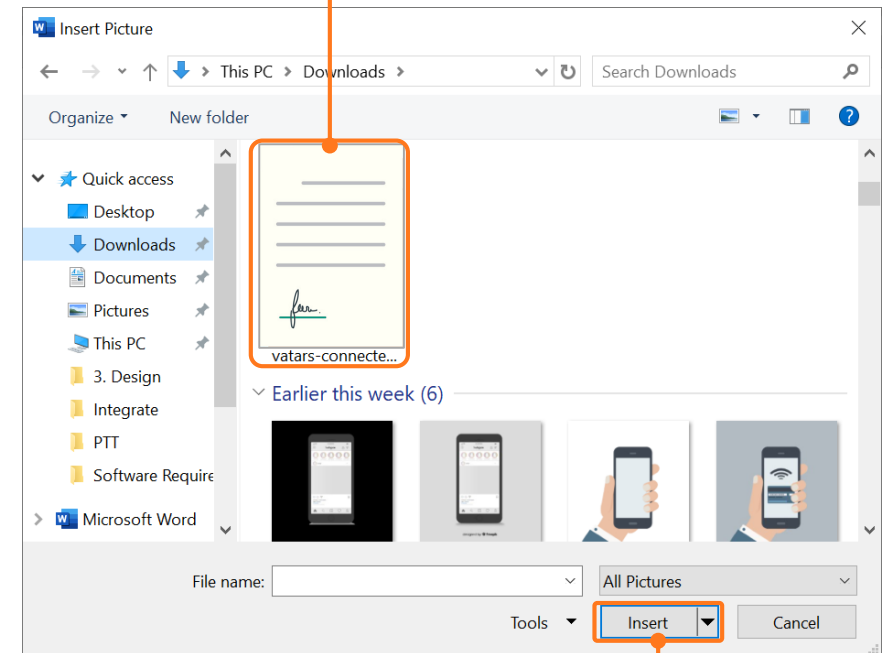 Insert Picture
This PC > Downloads >
Search Downloads
Organize
New folder
Quick access
Desktop
Downloads
Documents
Pictures
This PC
3. Design
Integrate
PTT
Software Require
Microsoft Word
vatars-connecte...
Earlier this week (6)
File name:
All Pictures
Tools
Insert
Cancel